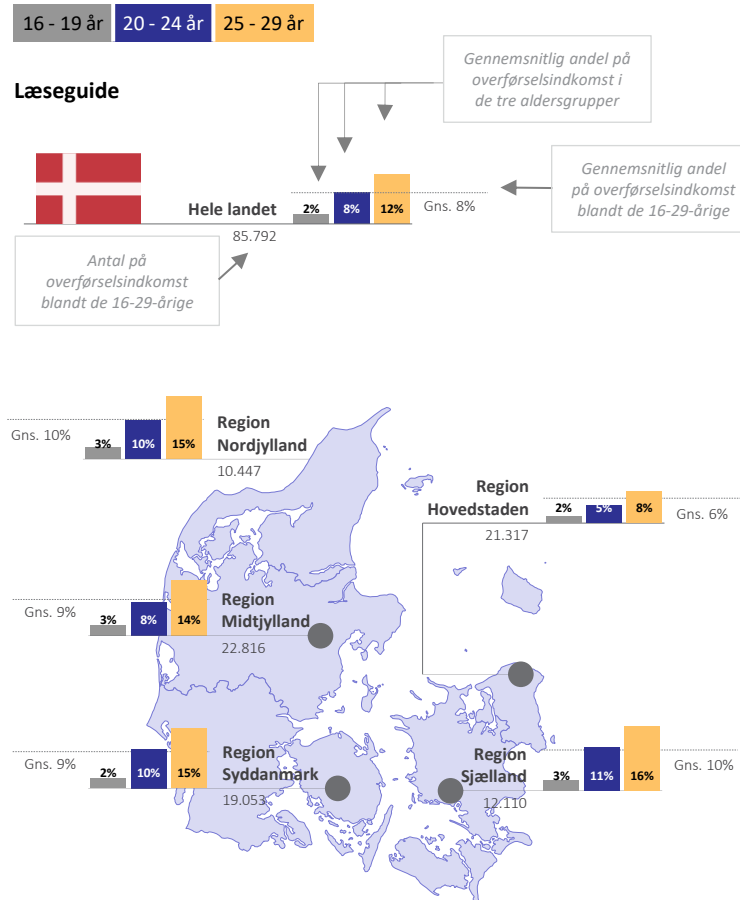 16 - 19 år
20 - 24 år
25 - 29 år
Læseguide
Gennemsnitlig andel på
overførselsindkomst i
de tre aldersgrupper
Gennemsnitlig andel
på overførselsindkomst
blandt de 16-29-årige
Hele landet
2%
8%
12%
Gns. 8%
85.792
Antal på
overførselsindkomst
blandt de 16-29-årige
Gns. 10%
3%
10%
15%
Region
Nordjylland
10.447
Region
Hovedstaden
21.317
2%
5%
8%
Gns. 6%
Gns. 9%
3%
8%
14%
Region
Midtjylland
22.816
Gns. 9%
2%
10%
15%
Region
Syddanmark
19.053
Region
Sjælland
12.110
3%
11%
16%
Gns. 10%